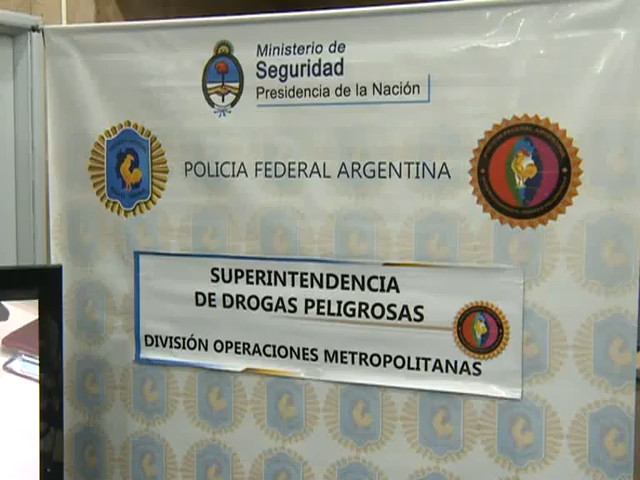 Ministerio de
Seguridad
Presidencia de la Nación
POLICIA FEDERAL ARGENTINA
SUPERINTENDENCIA
DE DROGAS PELIGROSAS
DIVISIÓN OPERACIONES METROPOLITANAS